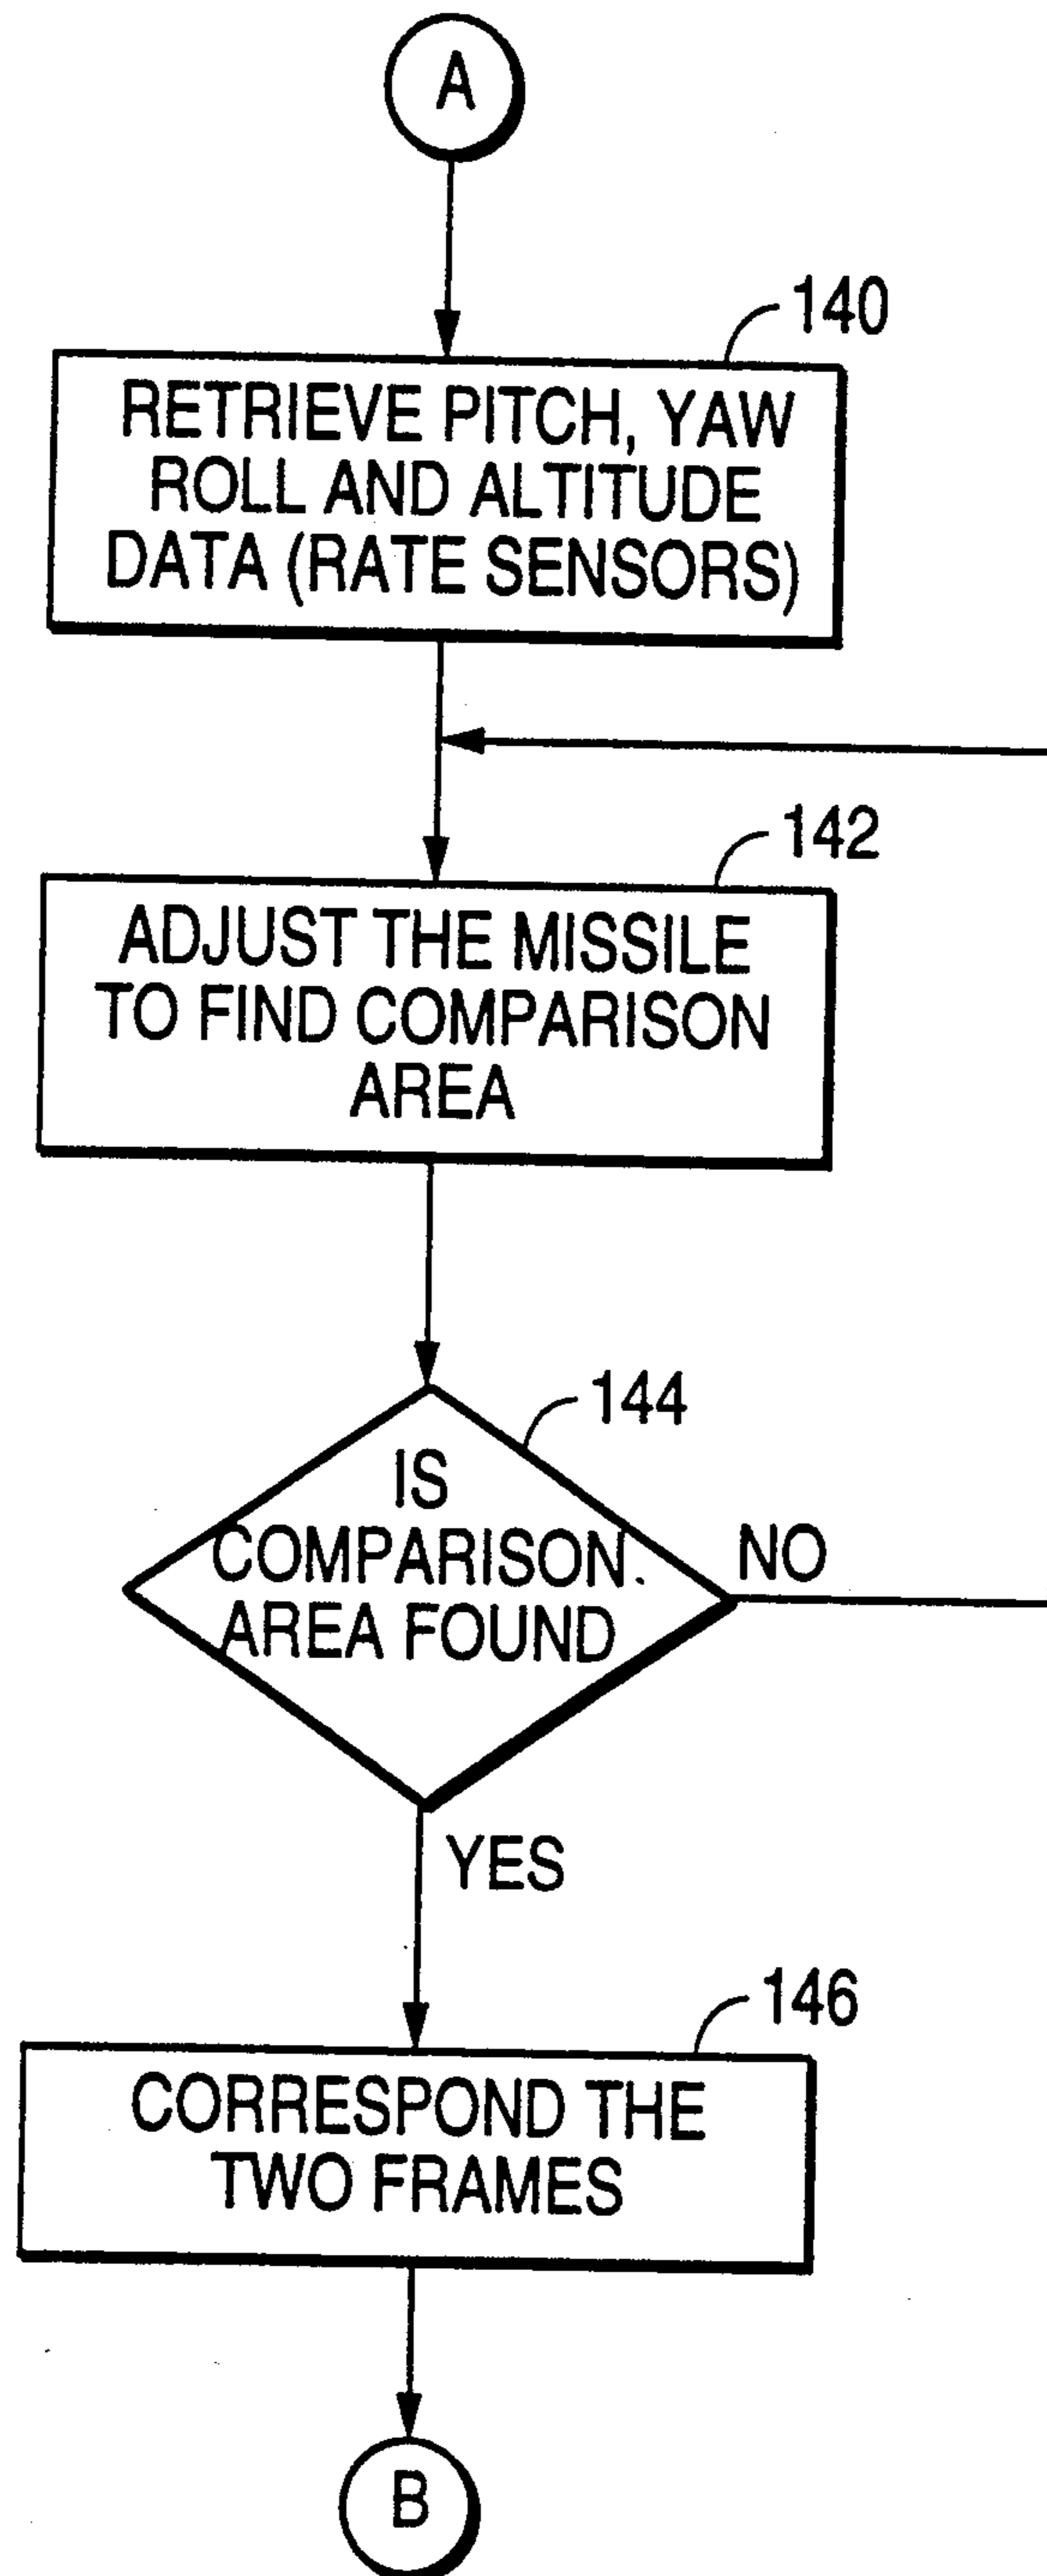 A
140
RETRIEVE PITCH, YAW
ROLL AND ALTITUDE
DATA (RATE SENSORS)
142
ADJUST THE MISSILE
TO FIND COMPARISON
AREA
144
IS
COMPARISON
AREA FOUND
NO
YES
146
CORRESPOND THE
TWO FRAMES
B